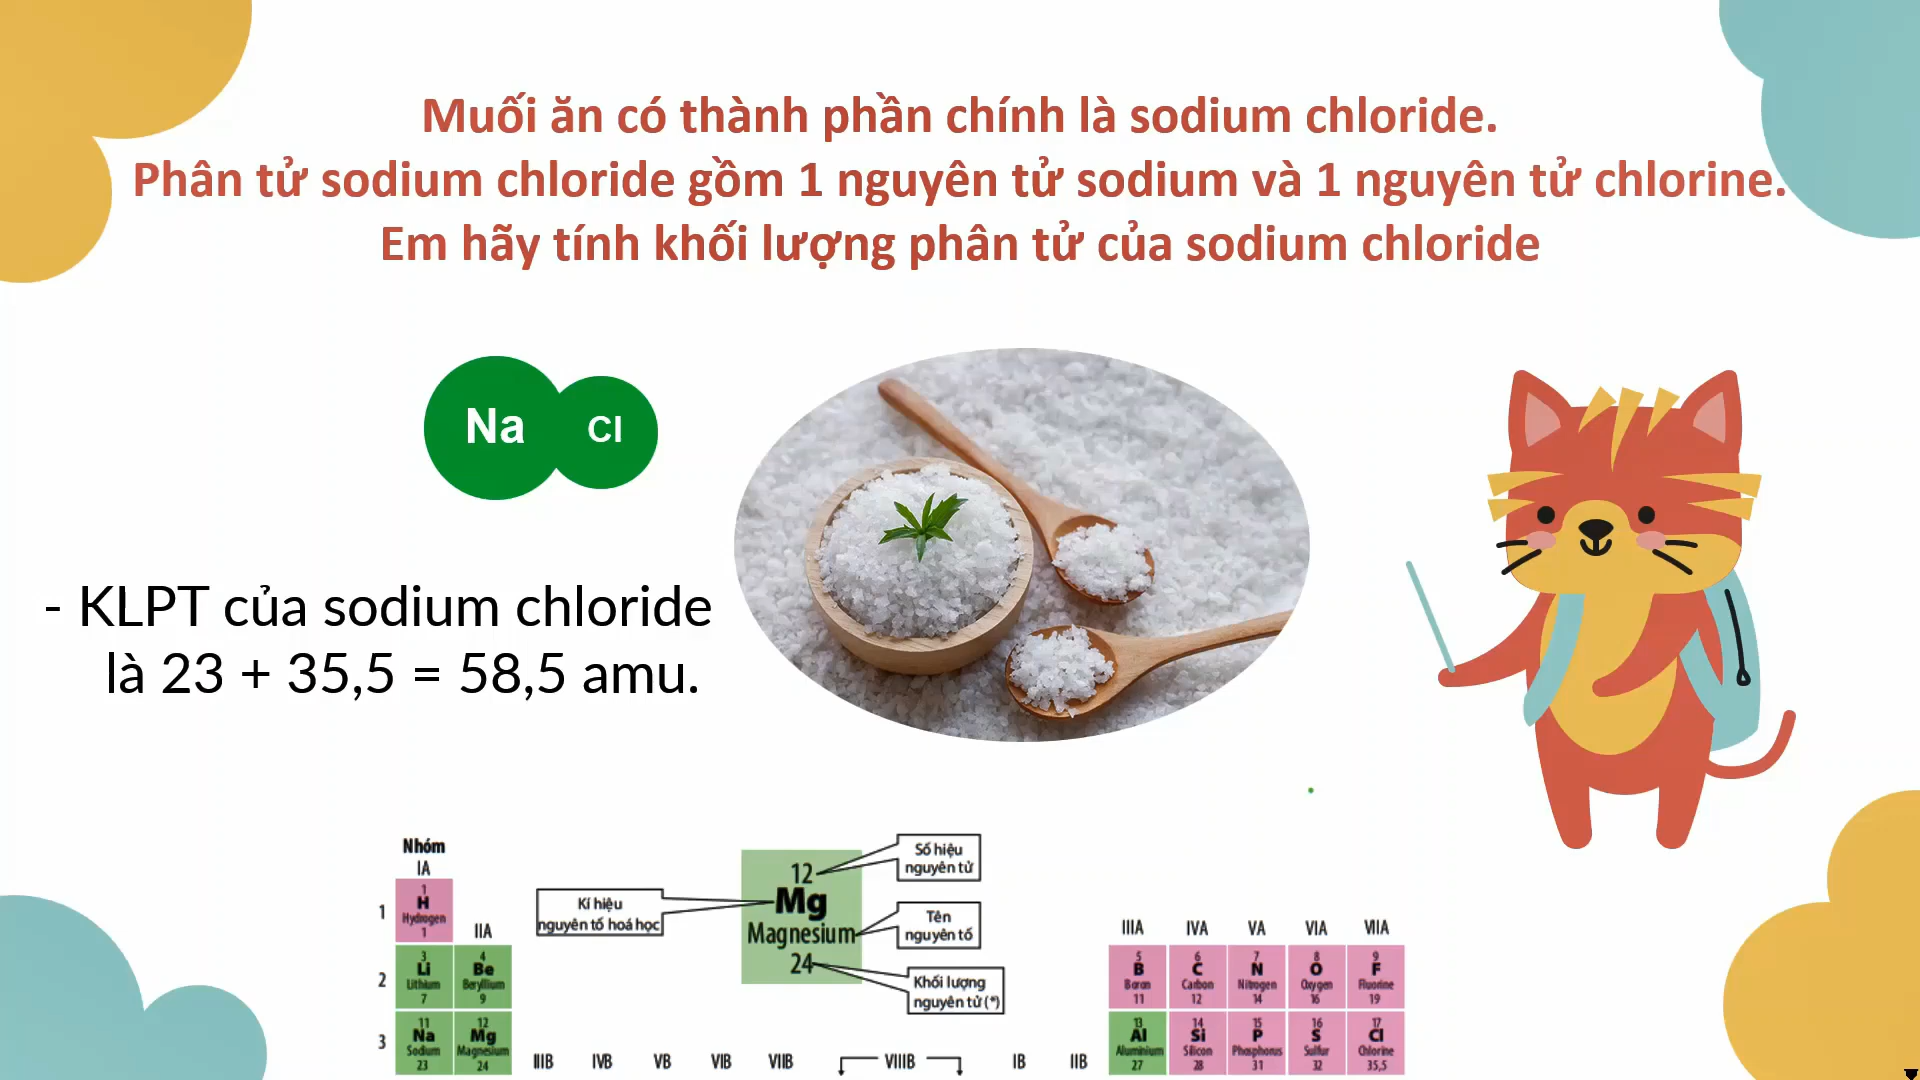 Muối ăn có thành phần chính là sodium chloride.
Phân tử sodium chloride gồm 1 nguyên tử sodium và 1 nguyên tử chlorine.
Em hãy tính khối lượng phân tử của sodium chloride
Na
Cl
- KLPT của sodium chloride
là 23 + 35,5 = 58,5 amu.
Nhóm
IA
1
1
H
Hydrogen
1
IIA
2
3
Li
Lithium
7
4
Be
Beryllium
9
3
11
Na
Sodium
23
12
Mg
Magnesium
24
Kí hiệu
nguyên tố hoá học
12
Mg
Magnesium
24
Số hiệu
nguyên tử
Tên
nguyên tố
Khối lượng
nguyên tử (*)
IIIB IVB VB VIB VIIB VIIIB IB IIB
IIIA IVA VA VIA VIIA
5
B
Boron
11
6
C
Carbon
12
7
N
Nitrogen
14
8
O
Oxygen
16
9
F
Fluorine
19
13
Al
Aluminium
27
14
Si
Silicon
28
15
P
Phosphorus
31
16
S
Sulfur
32
17
Cl
Chlorine
35,5